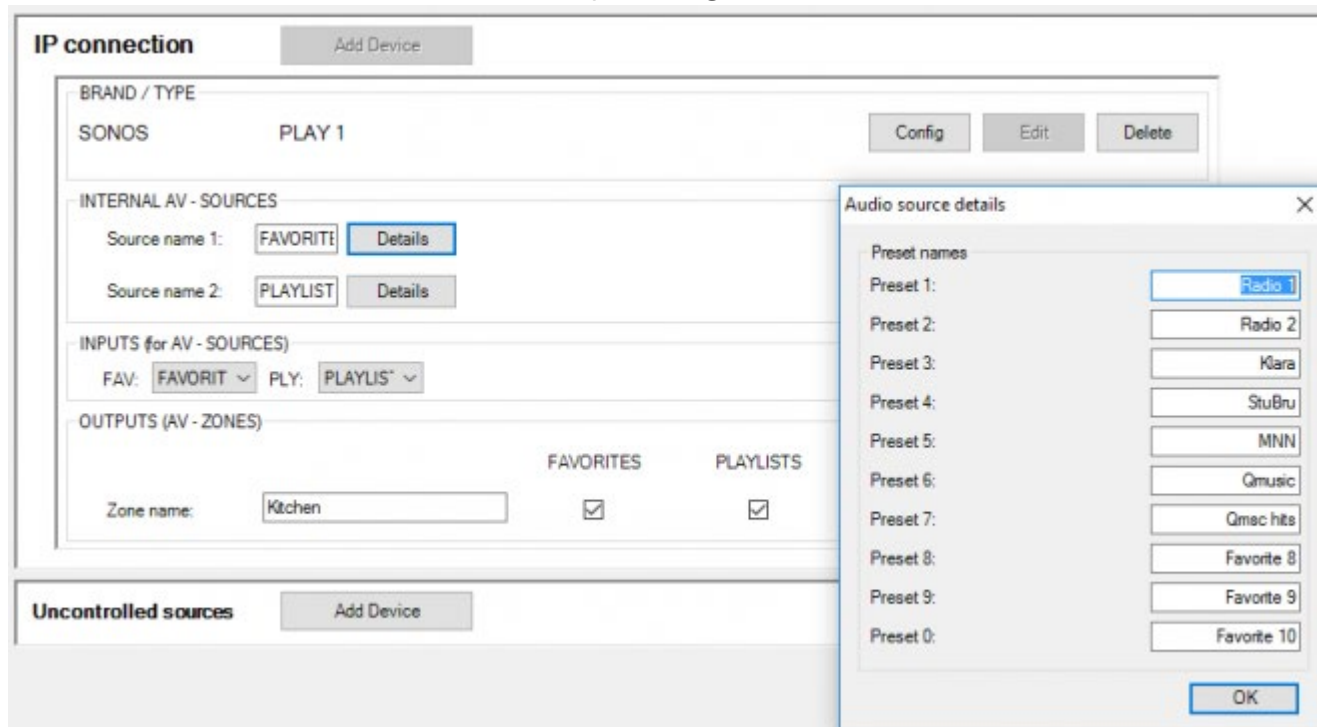 IP connection Add Device
BRAND / TYPE
SONOS PLAY 1 Config Edit Delete
INTERNAL AV - SOURCES
Source name 1: FAVORITE Details
Source name 2: PLAYLIST Details
INPUTS (for AV - SOURCES)
FAV: FAVORIT PLY: PLAYLIS
OUTPUTS (AV - ZONES)
FAVORITES PLAYLISTS
Zone name: Kitchen
Uncontrolled sources Add Device
Audio source details
Preset names
Preset 1: Radio 1
Preset 2: Radio 2
Preset 3: Klara
Preset 4: StuBru
Preset 5: MNN
Preset 6: Qmusic
Preset 7: Qmsc hits
Preset 8: Favorite 8
Preset 9: Favorite 9
Preset 0: Favorite 10
OK